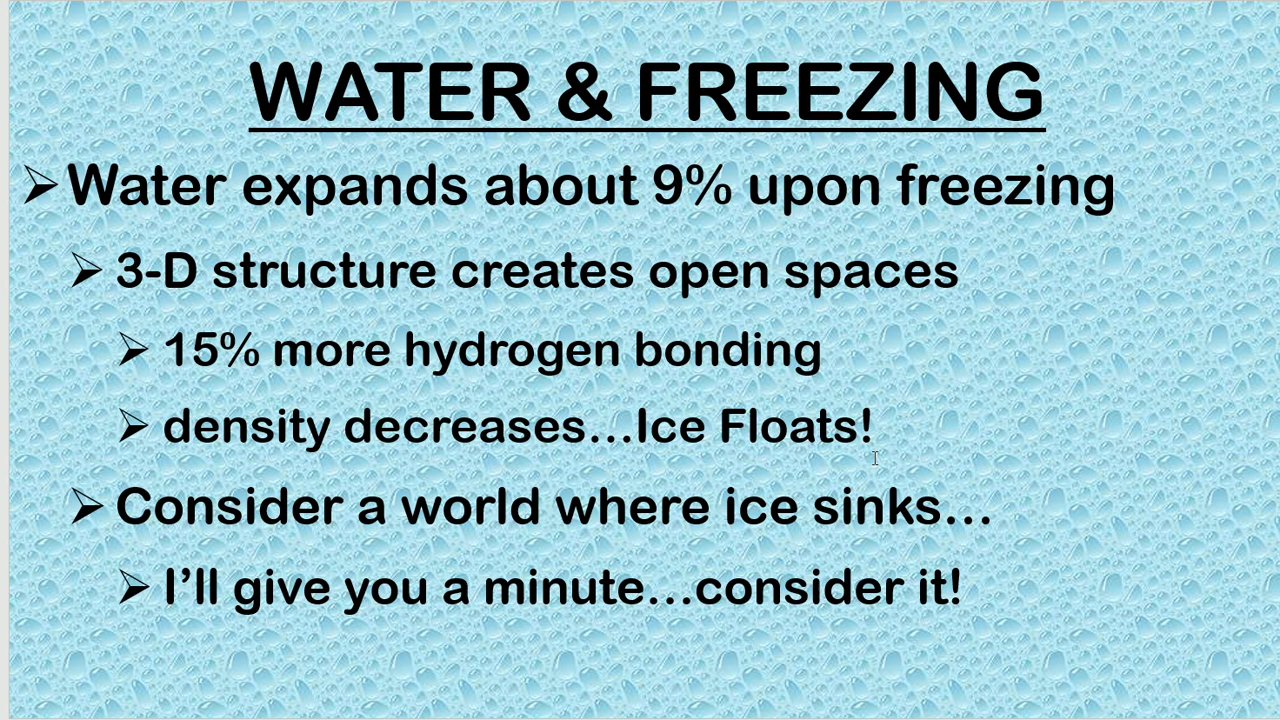 WATER & FREEZING
➢ Water expands about 9% upon freezing
➢ 3-D structure creates open spaces
➢ 15% more hydrogen bonding
➢ density decreases…Ice Floats!
➢ Consider a world where ice sinks…
➢ I’ll give you a minute…consider it!